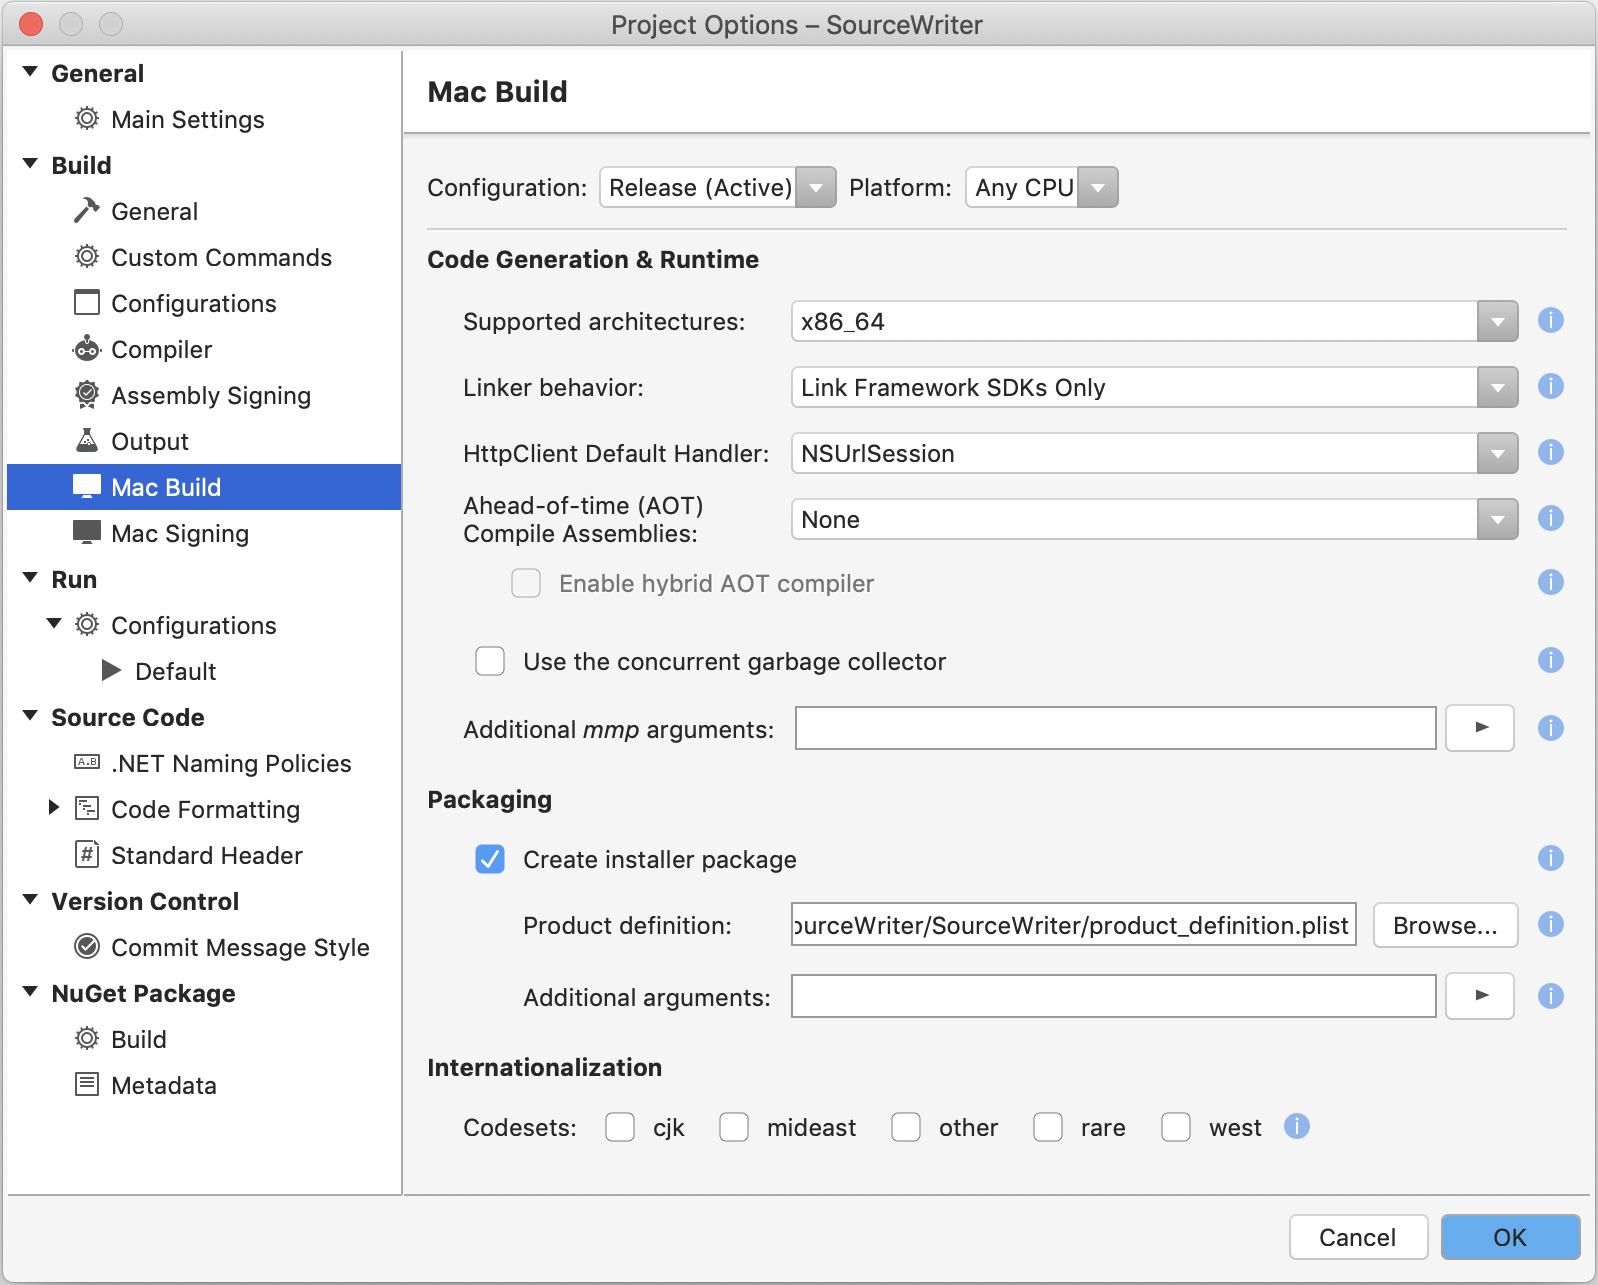 Project Options – SourceWriter
General
Main Settings
Build
General
Custom Commands
Configurations
Compiler
Assembly Signing
Output
Mac Build
Mac Signing
Run
Configurations
Default
Source Code
A.B .NET Naming Policies
Code Formatting
# Standard Header
Version Control
Commit Message Style
NuGet Package
Build
Metadata
Mac Build
Configuration: Release (Active) Platform: Any CPU
Code Generation & Runtime
Supported architectures: x86_64
Linker behavior: Link Framework SDKs Only
HttpClient Default Handler: NSUrlSession
Ahead-of-time (AOT)
Compile Assemblies: None
Enable hybrid AOT compiler
Use the concurrent garbage collector
Additional mmp arguments:
Packaging
Create installer package
Product definition: ourceWriter/SourceWriter/product_definition.plist Browse...
Additional arguments:
Internationalization
Codesets: cjk mideast other rare west
Cancel OK